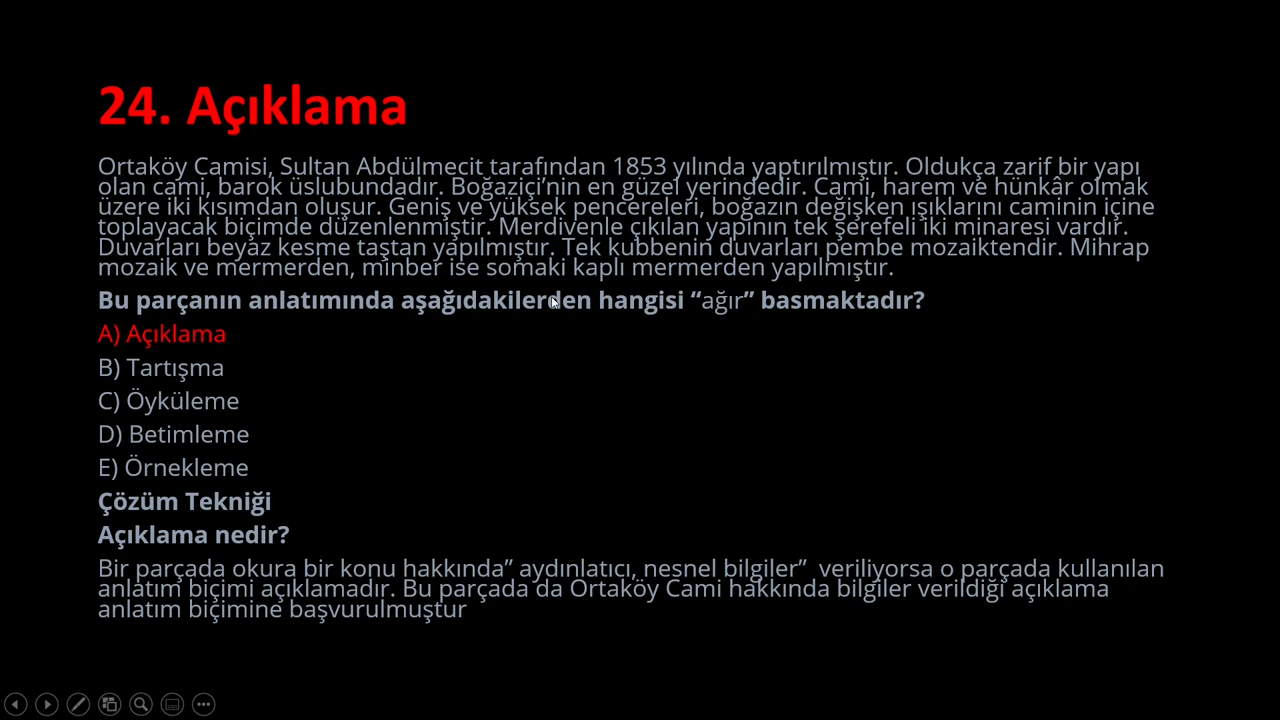 24. Açıklama
Ortaköy Camisi, Sultan Abdülmecit tarafından 1853 yılında yaptırılmıştır. Oldukça zarif bir yapı
olan cami, barok üslubundadır. Boğaziçi’nin en güzel yerindedir. Cami, harem ve hünkâr olmak
üzere iki kısımdan oluşur. Geniş ve yüksek pencereleri, boğazın değişken ışıklarını caminin içine
toplayacak biçimde düzenlenmiştir. Merdivenle çıkılan yapının tek şerefeli iki minaresi vardır.
Duvarları beyaz kesme taştan yapılmıştır. Tek kubbenin duvarları pembe mozaiktendir. Mihrap
mozaik ve mermerden, minber ise somaki kaplı mermerden yapılmıştır.
Bu parçanın anlatımında aşağıdakilerden hangisi “ağır” basmaktadır?
A) Açıklama
B) Tartışma
C) Öyküleme
D) Betimleme
E) Örnekleme
Çözüm Tekniği
Açıklama nedir?
Bir parçada okura bir konu hakkında” aydınlatıcı, nesnel bilgiler” veriliyorsa o parçada kullanılan
anlatım biçimi açıklamadır. Bu parçada da Ortaköy Cami hakkında bilgiler verildiği açıklama
anlatım biçimine başvurulmuştur